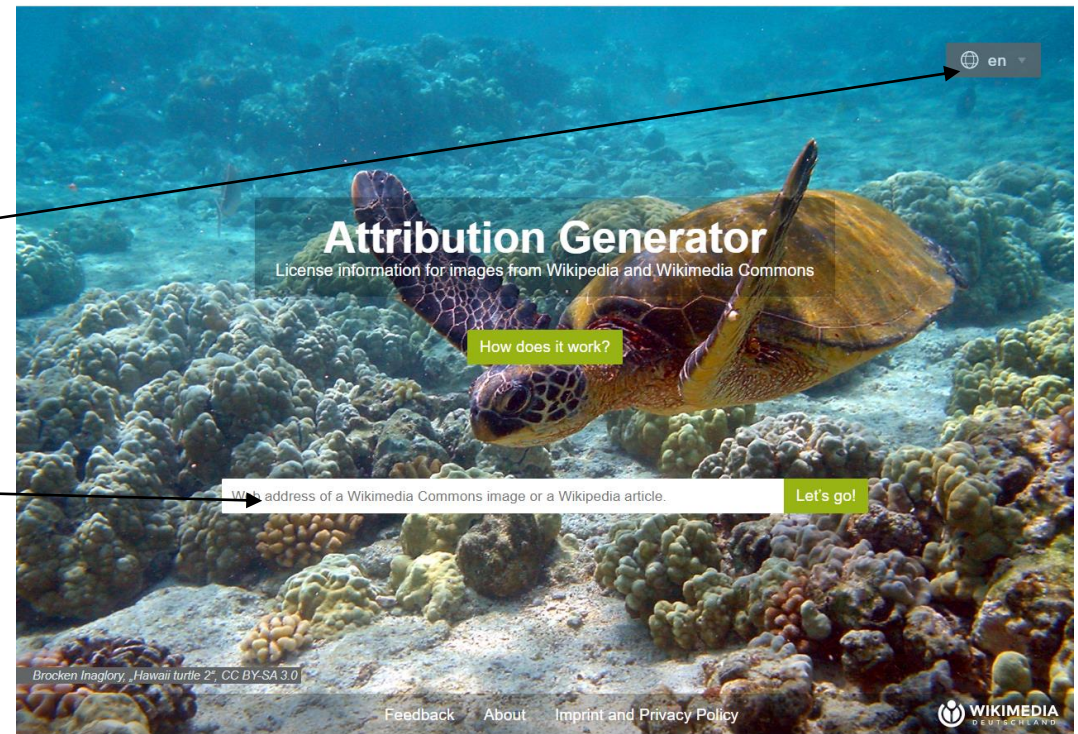 en
Attribution Generator
License information for images from Wikipedia and Wikimedia Commons
How does it work?
Web address of a Wikimedia Commons image or a Wikipedia article.
Let's go!
Brocken Inaglory, „Hawaii turtle 2“, CC BY-SA 3.0
Feedback About Imprint and Privacy Policy
WIKIMEDIA
DEUTSCHLAND